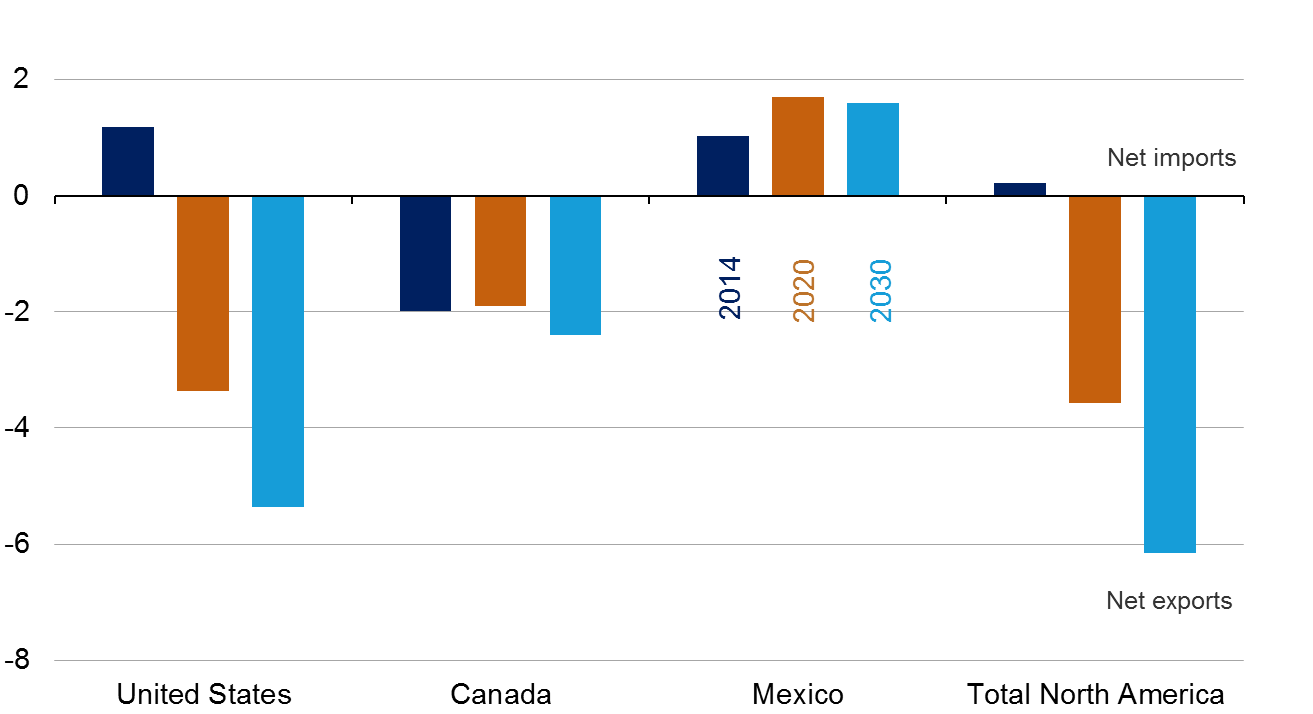 2
Net imports
0
2014
2020
2030
-2
-4
-6
Net exports
-8
United States
Canada
Mexico
Total North America